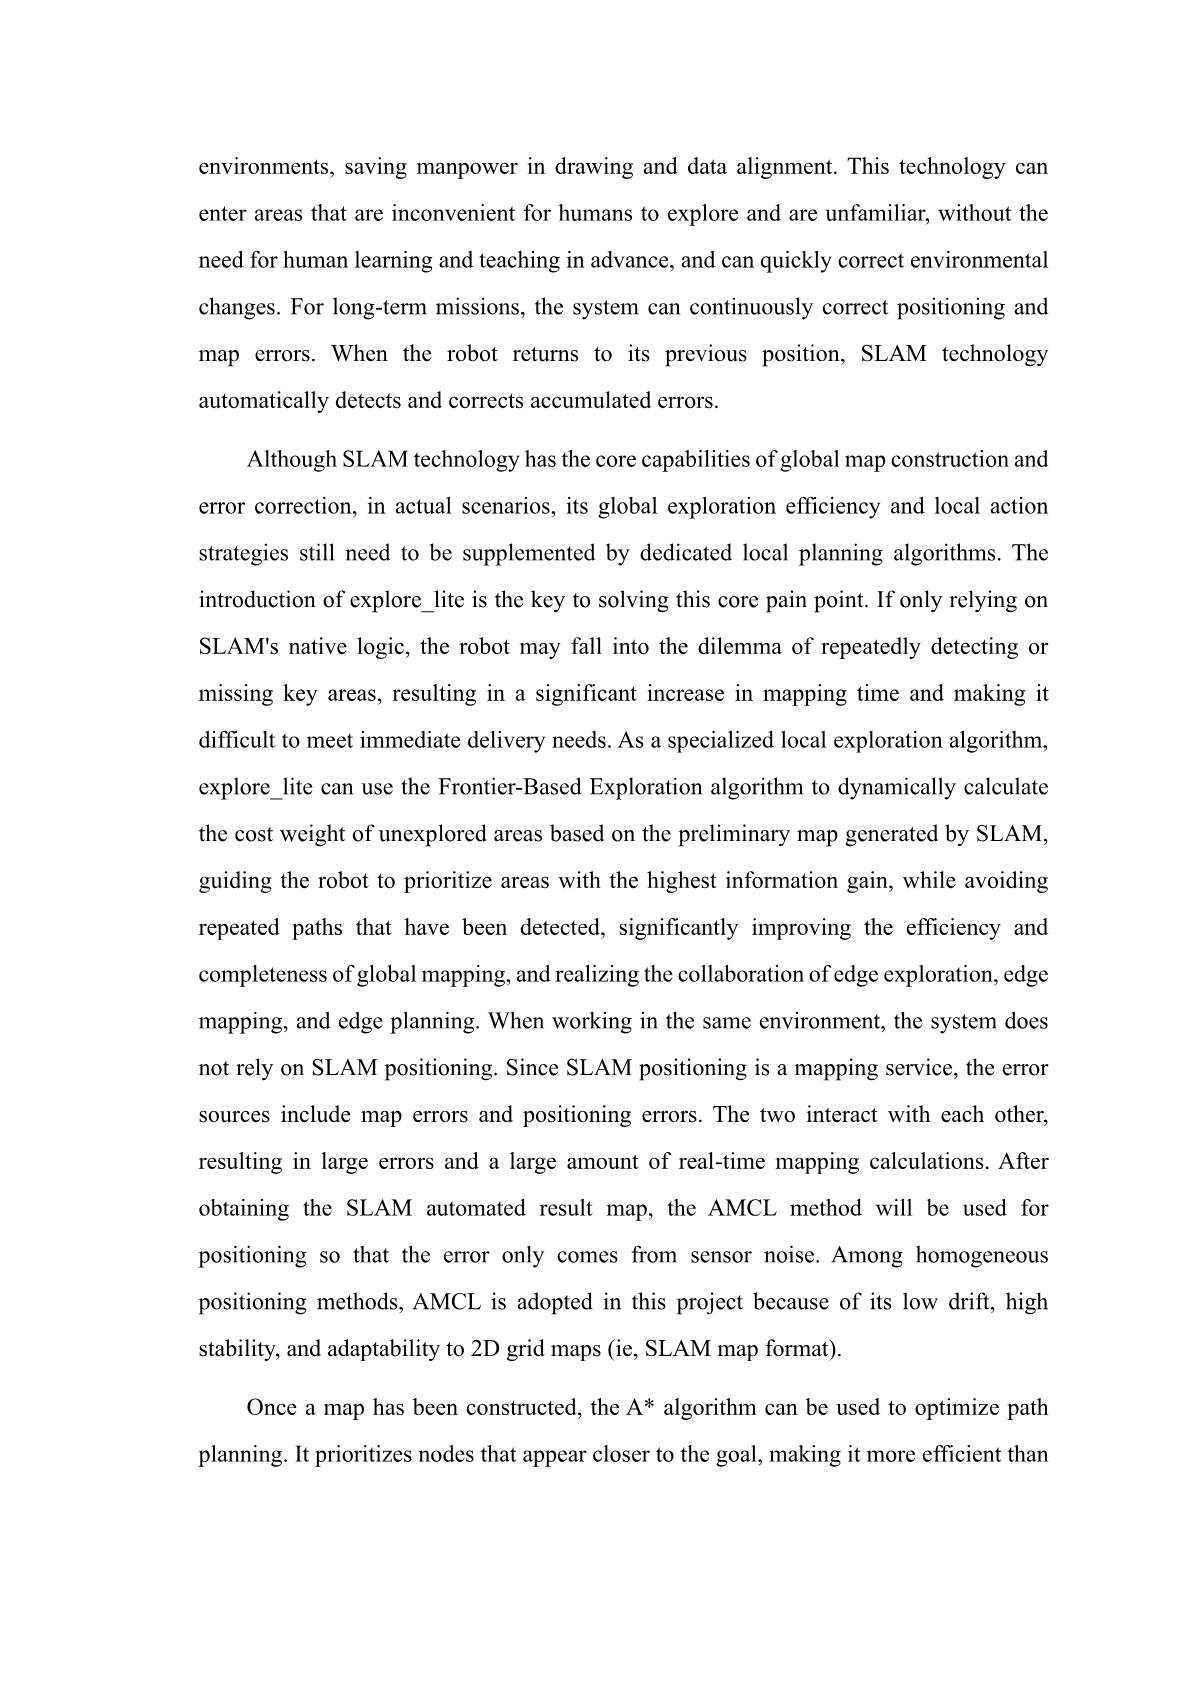 environments, saving manpower in drawing and data alignment. This technology can
enter areas that are inconvenient for humans to explore and are unfamiliar, without the
need for human learning and teaching in advance, and can quickly correct environmental
changes. For long-term missions, the system can continuously correct positioning and
map errors. When the robot returns to its previous position, SLAM technology
automatically detects and corrects accumulated errors.
Although SLAM technology has the core capabilities of global map construction and
error correction, in actual scenarios, its global exploration efficiency and local action
strategies still need to be supplemented by dedicated local planning algorithms. The
introduction of explore_lite is the key to solving this core pain point. If only relying on
SLAM's native logic, the robot may fall into the dilemma of repeatedly detecting or
missing key areas, resulting in a significant increase in mapping time and making it
difficult to meet immediate delivery needs. As a specialized local exploration algorithm,
explore_lite can use the Frontier-Based Exploration algorithm to dynamically calculate
the cost weight of unexplored areas based on the preliminary map generated by SLAM,
guiding the robot to prioritize areas with the highest information gain, while avoiding
repeated paths that have been detected, significantly improving the efficiency and
completeness of global mapping, and realizing the collaboration of edge exploration, edge
mapping, and edge planning. When working in the same environment, the system does
not rely on SLAM positioning. Since SLAM positioning is a mapping service, the error
sources include map errors and positioning errors. The two interact with each other,
resulting in large errors and a large amount of real-time mapping calculations. After
obtaining the SLAM automated result map, the AMCL method will be used for
positioning so that the error only comes from sensor noise. Among homogeneous
positioning methods, AMCL is adopted in this project because of its low drift, high
stability, and adaptability to 2D grid maps (ie, SLAM map format).
Once a map has been constructed, the A* algorithm can be used to optimize path
planning. It prioritizes nodes that appear closer to the goal, making it more efficient than